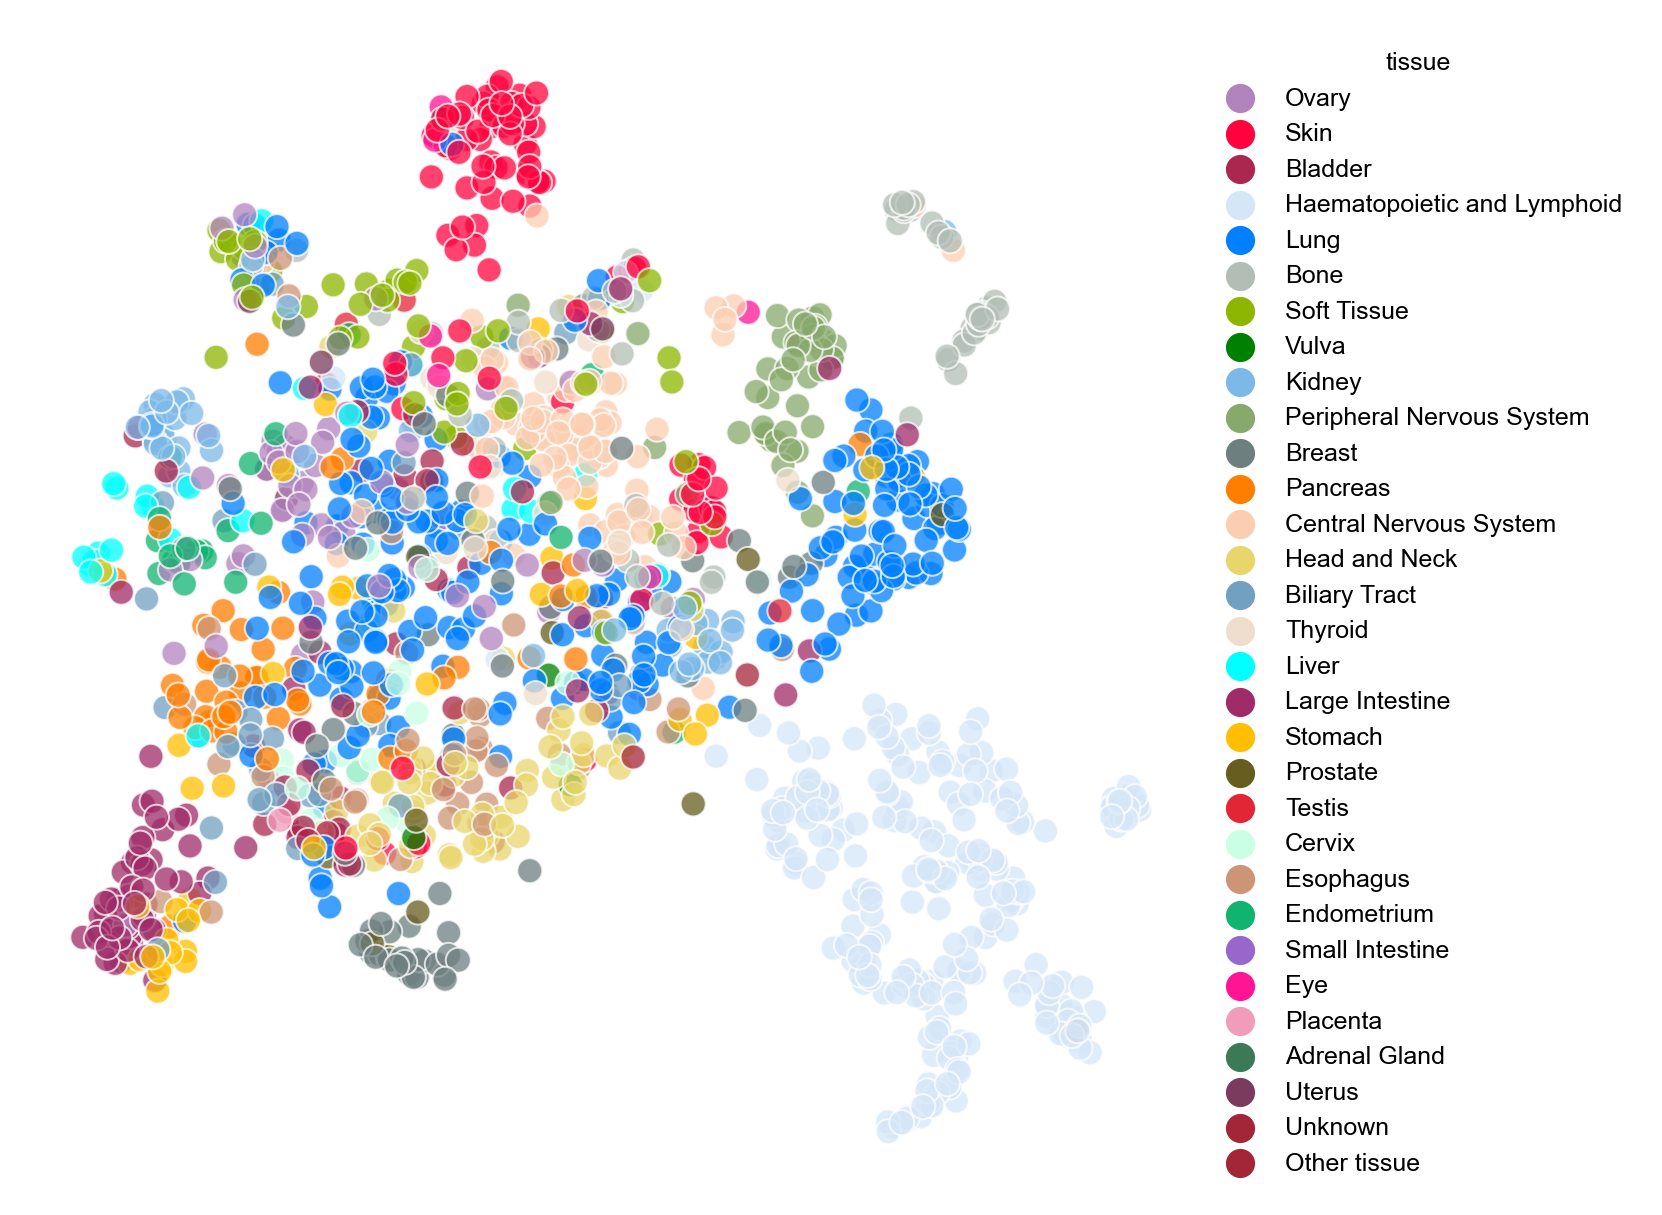 tissue
Ovary
Skin
Bladder
Haematopoietic and Lymphoid
Lung
Bone
Soft Tissue
Vulva
Kidney
Peripheral Nervous System
Breast
Pancreas
Central Nervous System
Head and Neck
Biliary Tract
Thyroid
Liver
Large Intestine
Stomach
Prostate
Testis
Cervix
Esophagus
Endometrium
Small Intestine
Eye
Placenta
Adrenal Gland
Uterus
Unknown
Other tissue